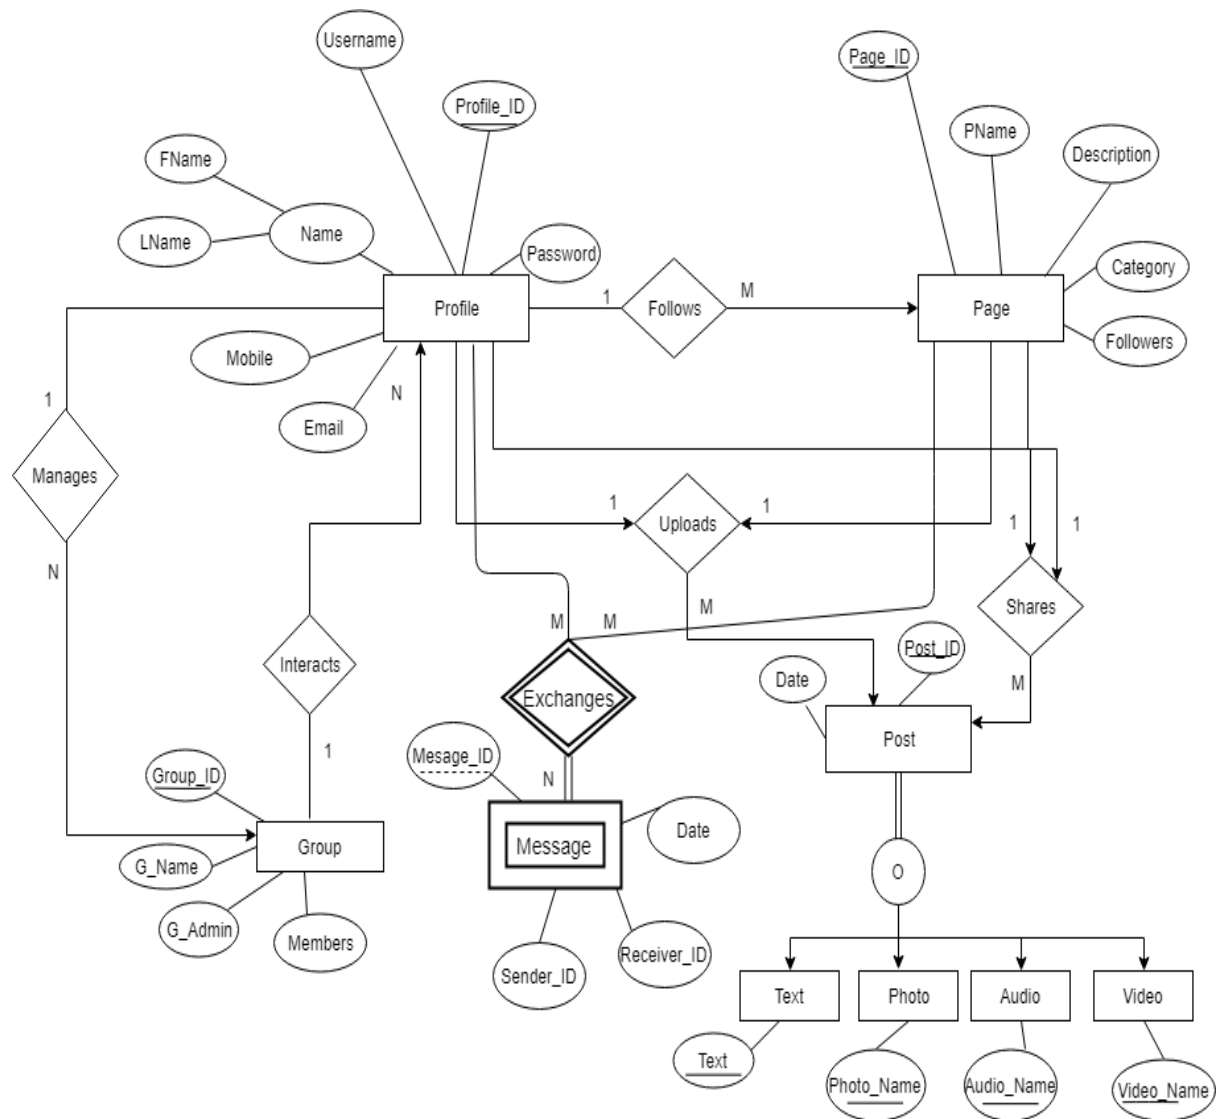 Username
Page_ID
Profile_ID
PName
Description
FName
LName
Name
Password
Category
Profile
1
Follows
M
Page
Followers
Mobile
Email
N
1
Manages
N
1
Uploads
1
1
1
Shares
M
M
M
M
Interacts
1
Exchanges
Post_ID
Date
Post
Mesage_ID
N
Group_ID
Group
G_Name
G_Admin
Members
Message
Date
Sender_ID
Receiver_ID
O
Text
Photo
Audio
Video
Text
Photo_Name
Audio_Name
Video_Name